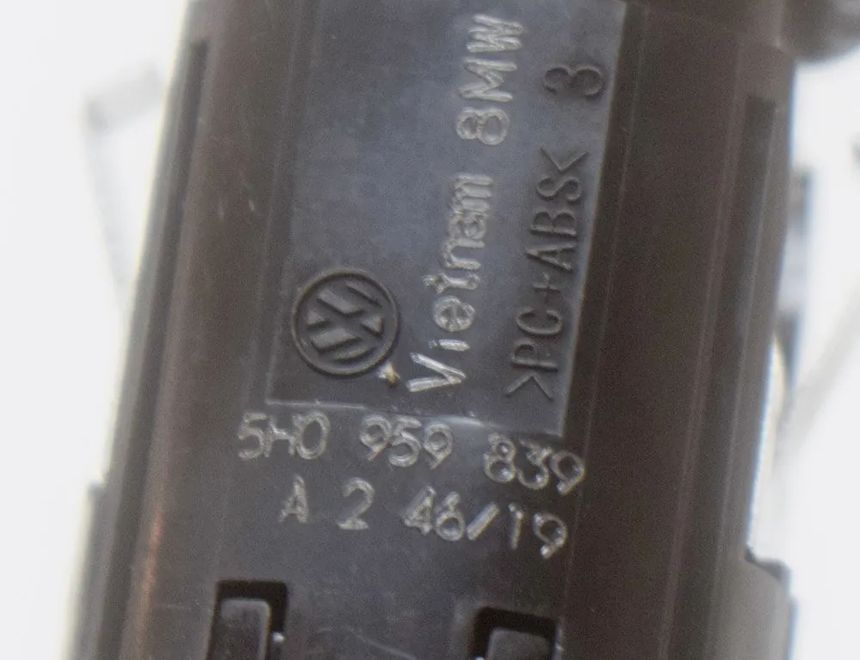 Vietnam 8MW
>PC+ABS< 3
5H0 959 839
A 2 46/19